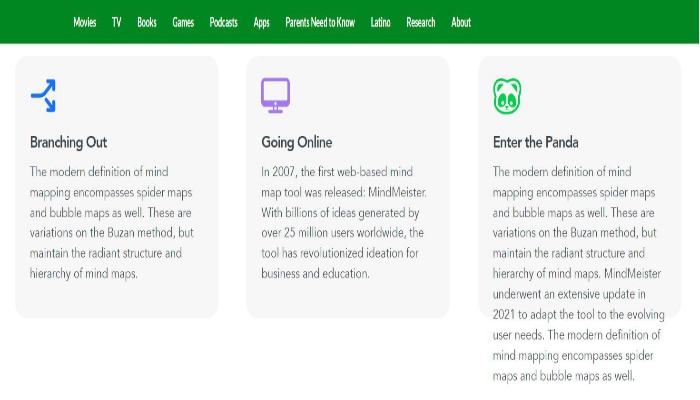 Movies TV Books Games Podcasts Apps Parents Need to Know Latino Research About
Branching Out
The modern definition of mind
mapping encompasses spider maps
and bubble maps as well. These are
variations on the Buzan method, but
maintain the radiant structure and
hierarchy of mind maps.
Going Online
In 2007, the first web-based mind
map tool was released: MindMeister.
With billions of ideas generated by
over 25 million users worldwide, the
tool has revolutionized ideation for
business and education.
Enter the Panda
The modern definition of mind
mapping encompasses spider maps
and bubble maps as well. These are
variations on the Buzan method, but
maintain the radiant structure and
hierarchy of mind maps. MindMeister
underwent an extensive update in
2021 to adapt the tool to the evolving
user needs. The modern definition of
mind mapping encompasses spider
maps and bubble maps as well.